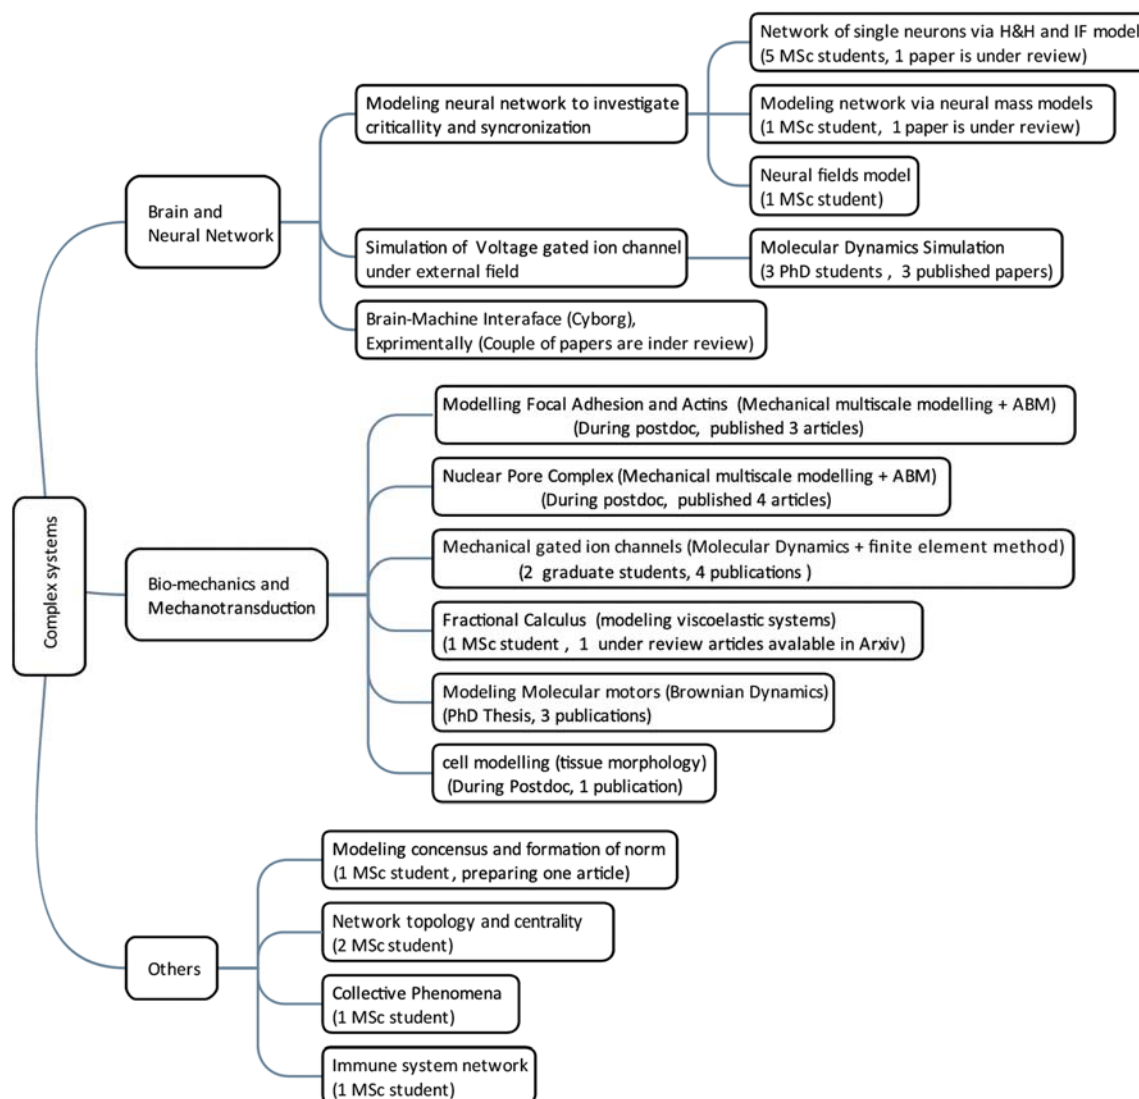 Complex systems
Brain and
Neural Network
Modeling neural network to investigate
criticallity and syncronization
Network of single neurons via H&H and IF model
(5 MSc students, 1 paper is under review)
Modeling network via neural mass models
(1 MSc student, 1 paper is under review)
Neural fields model
(1 MSc student)
Simulation of Voltage gated ion channel
under external field
Molecular Dynamics Simulation
(3 PhD students , 3 published papers)
Brain-Machine Interaface (Cyborg),
Exprimentally (Couple of papers are inder review)
Bio-mechanics and
Mechanotransduction
Modelling Focal Adhesion and Actins (Mechanical multiscale modelling + ABM)
(During postdoc, published 3 articles)
Nuclear Pore Complex (Mechanical multiscale modelling + ABM)
(During postdoc, published 4 articles)
Mechanical gated ion channels (Molecular Dynamics + finite element method)
(2 graduate students, 4 publications )
Fractional Calculus (modeling viscoelastic systems)
(1 MSc student , 1 under review articles avalable in Arxiv)
Modeling Molecular motors (Brownian Dynamics)
(PhD Thesis, 3 publications)
cell modelling (tissue morphology)
(During Postdoc, 1 publication)
Others
Modeling concensus and formation of norm
(1 MSc student , preparing one article)
Network topology and centrality
(2 MSc student)
Collective Phenomena
(1 MSc student)
Immune system network
(1 MSc student)